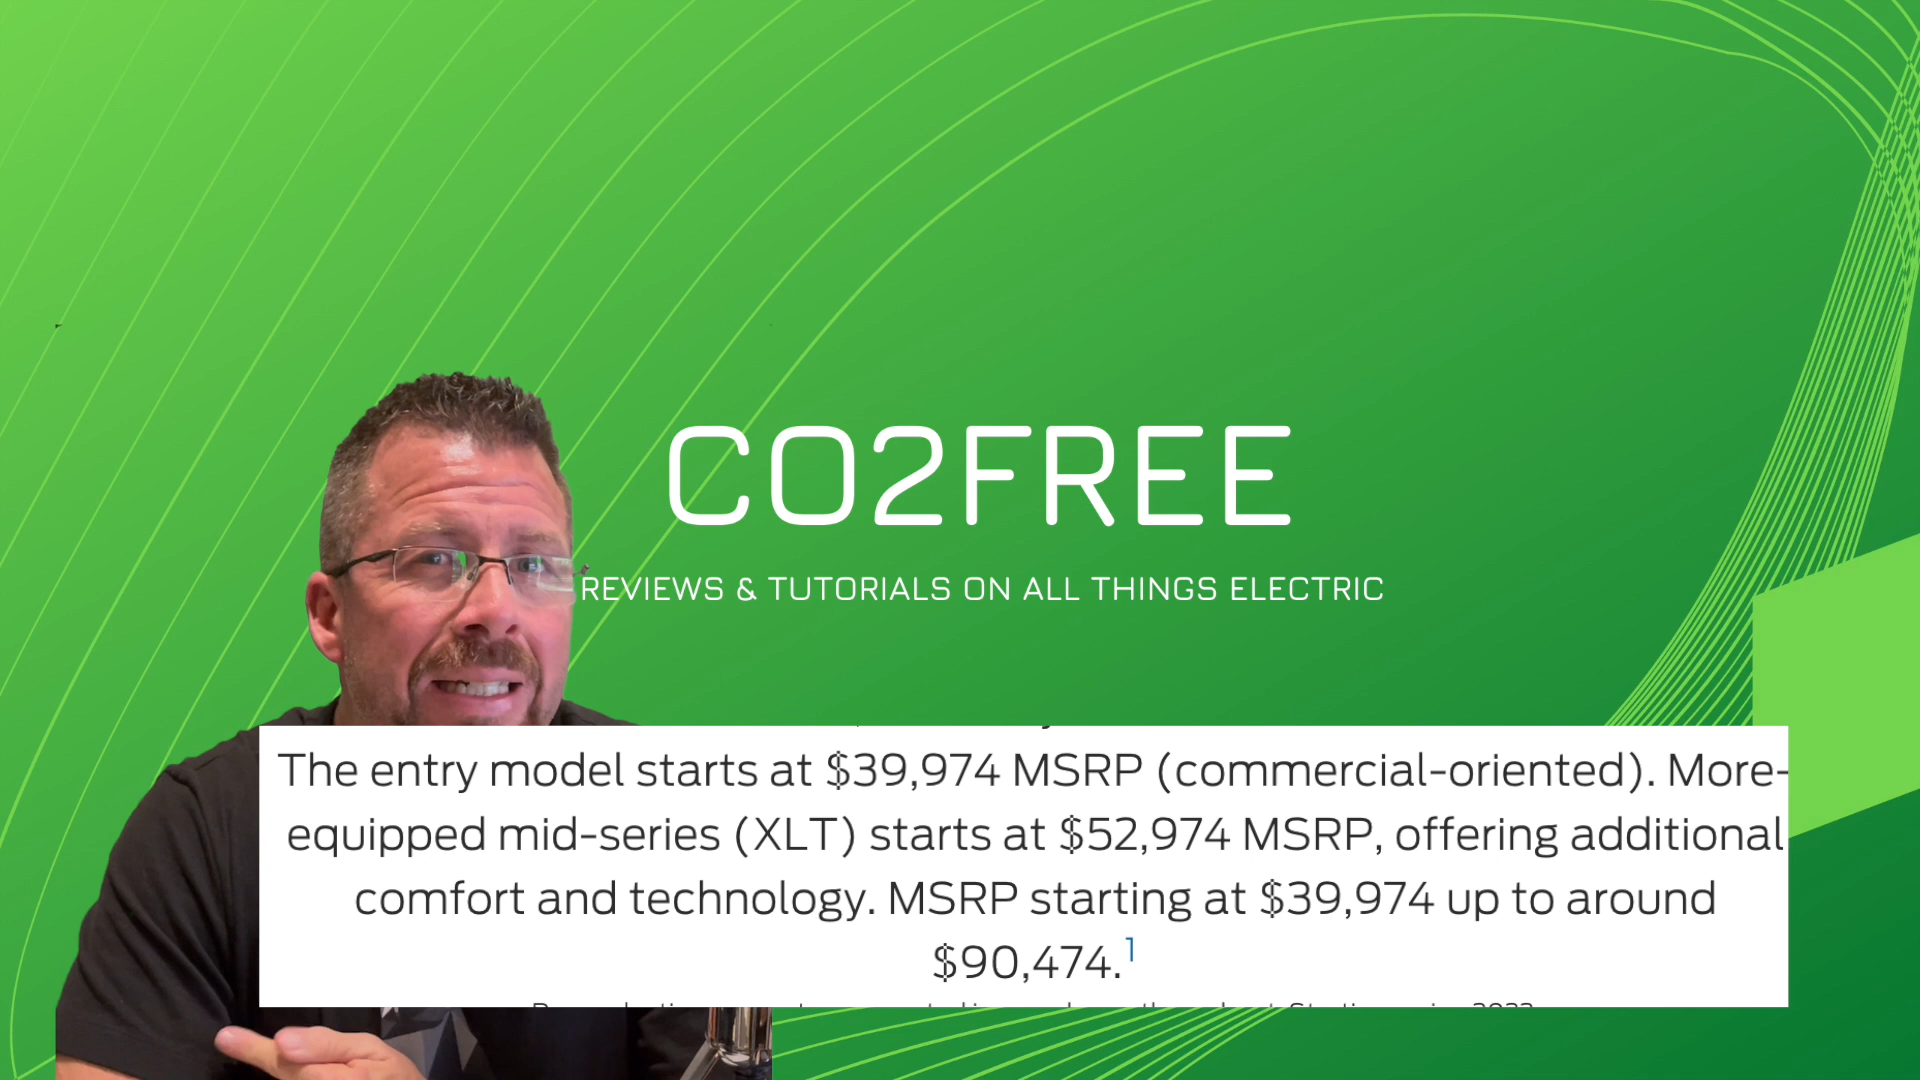 CO2FREE
REVIEWS & TUTORIALS ON ALL THINGS ELECTRIC
The entry model starts at $39,974 MSRP (commercial-oriented). More-
equipped mid-series (XLT) starts at $52,974 MSRP, offering additional
comfort and technology. MSRP starting at $39,974 up to around
$90,474.1